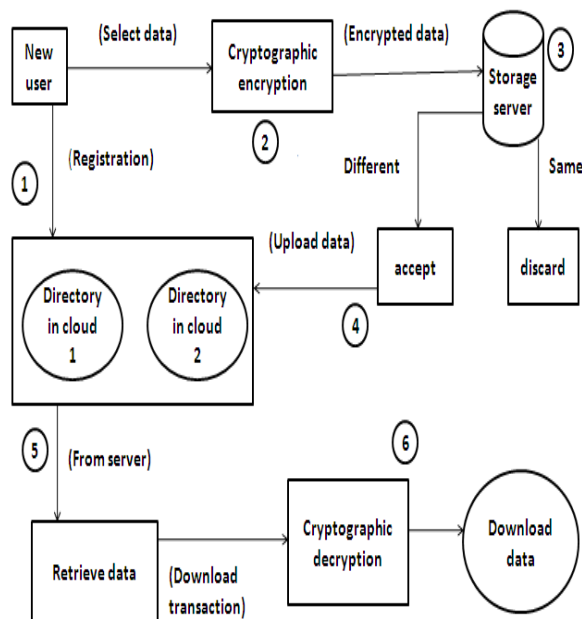 (Select data)
(Encrypted data)
New
user
Cryptographic
encryption
3
Storage
server
2
(Registration)
1
Different
Same
(Upload data)
accept
discard
Directory
in cloud
1
Directory
in cloud
2
4
5
(From server)
6
Retrieve data
(Download
transaction)
Cryptographic
decryption
Download
data